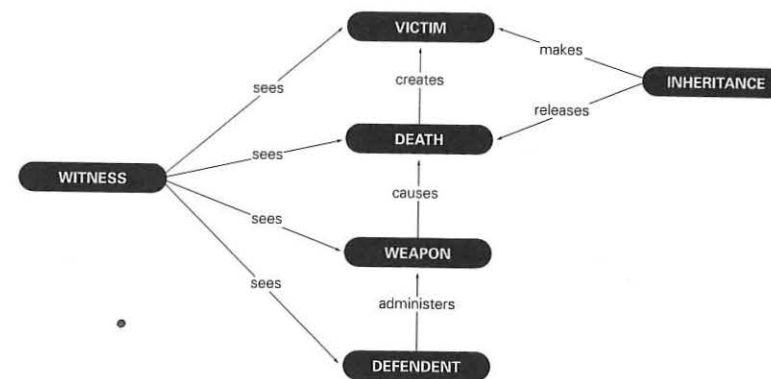 VICTIM
makes
sees
creates
INHERITANCE
releases
DEATH
sees
WITNESS
causes
sees
WEAPON
sees
administers
DEFENDENT